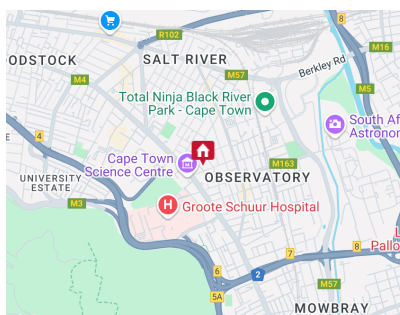 8
R102
M16
ODSTOCK
SALT RIVER
M57
Berkley Rd
M4
M5
Total Ninja Black River
Park - Cape Town
South Af
Astronom
4
Cape Town
Science Centre
M163
UNIVERSITY
ESTATE
OBSERVATORY
M3
H
Groote Schuur Hospital
L
Pallo
8
7
6
2
M57
5A
MOWBRAY